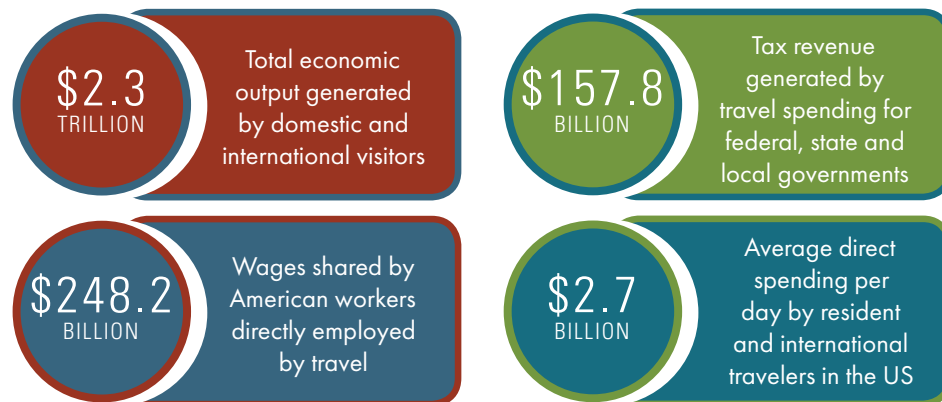 $2.3
TRILLION
Total economic
output generated
by domestic and
international visitors
$157.8
BILLION
Tax revenue
generated by
travel spending for
federal, state and
local governments
$248.2
BILLION
Wages shared by
American workers
directly employed
by travel
$2.7
BILLION
Average direct
spending per
day by resident
and international
travelers in the US